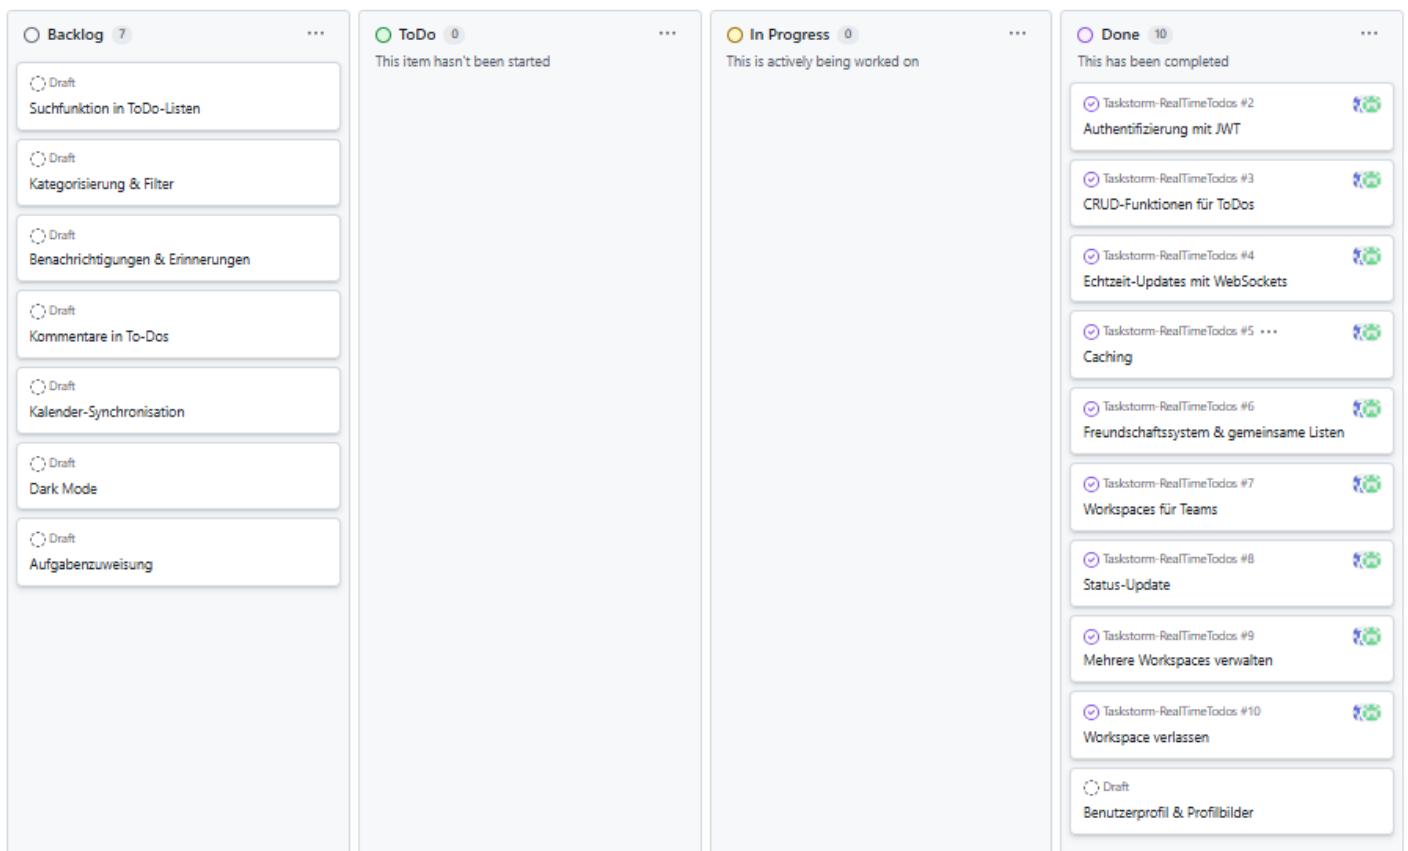 Backlog 7
Draft
Suchfunktion in ToDo-Listen
Draft
Kategorisierung & Filter
Draft
Benachrichtigungen & Erinnerungen
Draft
Kommentare in To-Dos
Draft
Kalender-Synchronisation
Draft
Dark Mode
Draft
Aufgabenzuweisung
ToDo 0
This item hasn't been started
In Progress 0
This is actively being worked on
Done 10
This has been completed
Taskstorm-RealTimeTodos #2
Authentifizierung mit JWT
Taskstorm-RealTimeTodos #3
CRUD-Funktionen für ToDos
Taskstorm-RealTimeTodos #4
Echtzeit-Updates mit WebSockets
Taskstorm-RealTimeTodos #5
Caching
Taskstorm-RealTimeTodos #6
Freundschaftssystem & gemeinsame Listen
Taskstorm-RealTimeTodos #7
Workspaces für Teams
Taskstorm-RealTimeTodos #8
Status-Update
Taskstorm-RealTimeTodos #9
Mehrere Workspaces verwalten
Taskstorm-RealTimeTodos #10
Workspace verlassen
Draft
Benutzerprofil & Profilbilder